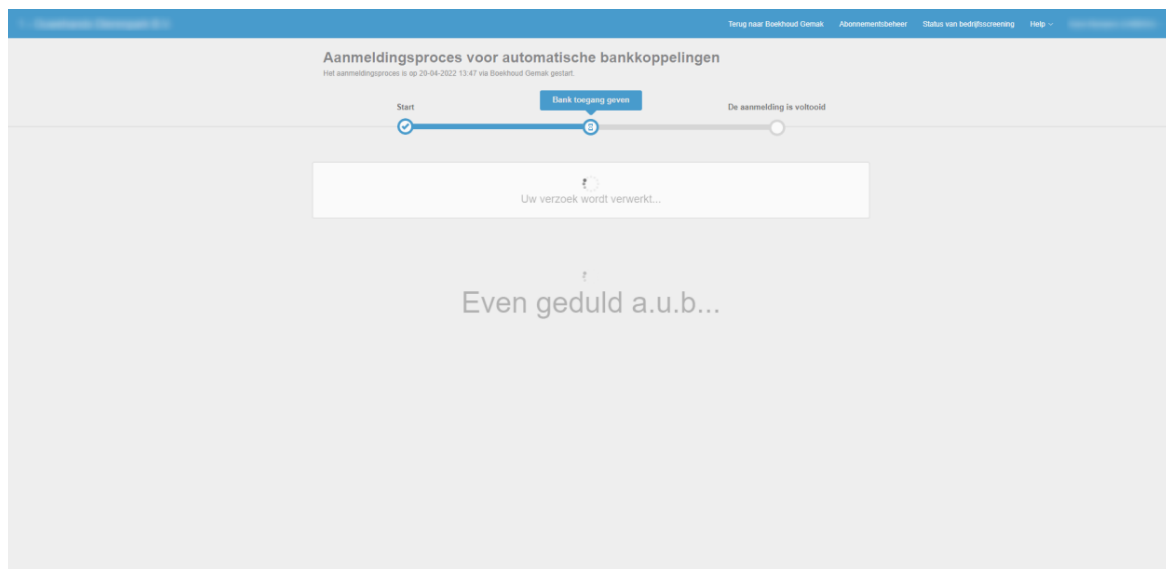 Terug naar Boekhoud Gemak Abonnementsbeheer Status van bedrijfsscreening Help
Aanmeldingsproces voor automatische bankkoppelingen
Het aanmeldingsproces is op 20-04-2022 13:47 via Boekhoud Gemak gestart.
Start Bank toegang geven De aanmelding is voltooid
Uw verzoek wordt verwerkt...
Even geduld a.u.b...